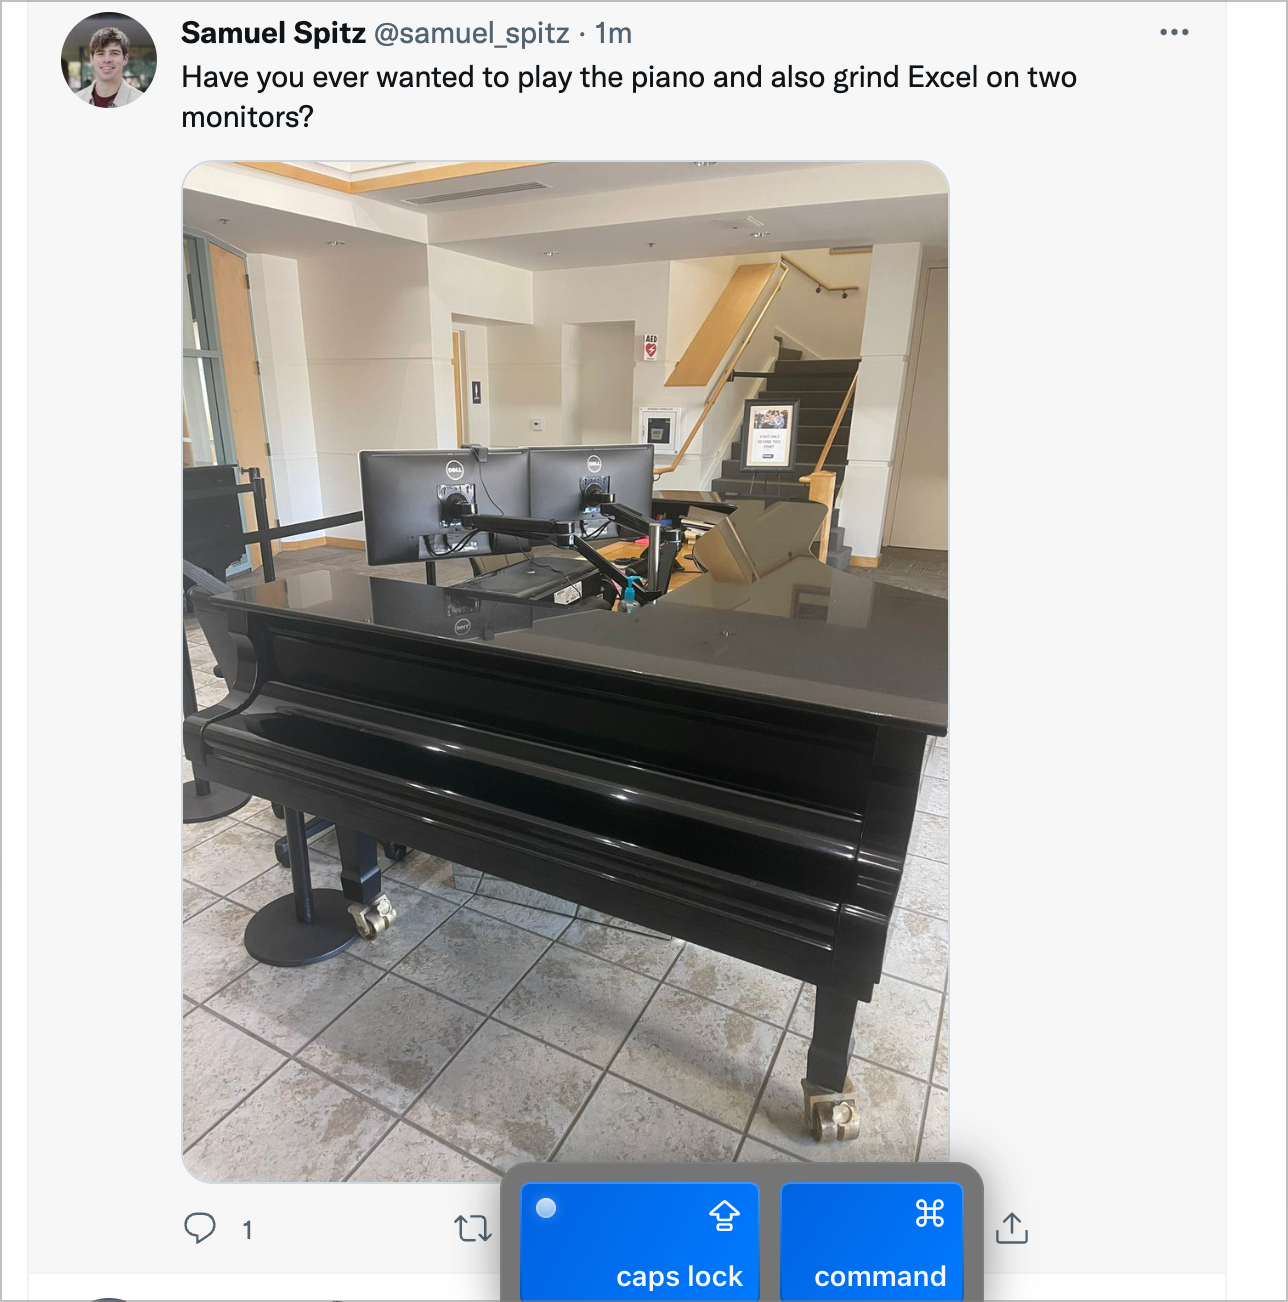 Samuel Spitz @samuel_spitz · 1m
Have you ever wanted to play the piano and also grind Excel on two
monitors?
AED
DELL
DELL
1
caps lock
command